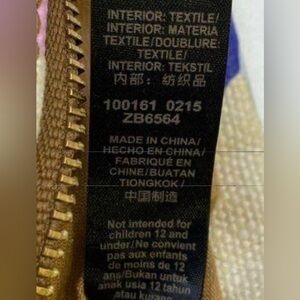 INTERIOR: TEXTILE/
INTERIOR: MATERIA
TEXTILE/DOUBLURE:
TEXTILE/
INTERIOR: TEKSTIL
内部: 纺织品
100161 0215
ZB6564
MADE IN CHINA/
HECHO EN CHINA/
FABRIQUÉ EN
CHINE/BUATAN
TIONGKOK/
中国制造
Not intended for
children 12 and
under/Ne convient
pas aux enfants
de moins de 12
ans/Bukan untuk
anak usia 12 tahun
atau kurang